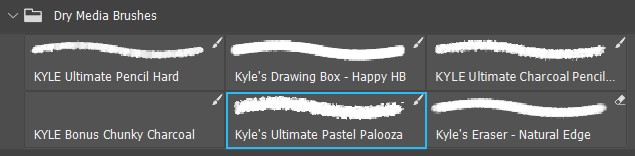 Dry Media Brushes
KYLE Ultimate Pencil Hard
Kyle's Drawing Box - Happy HB
KYLE Ultimate Charcoal Pencil...
KYLE Bonus Chunky Charcoal
Kyle's Ultimate Pastel Palooza
Kyle's Eraser - Natural Edge